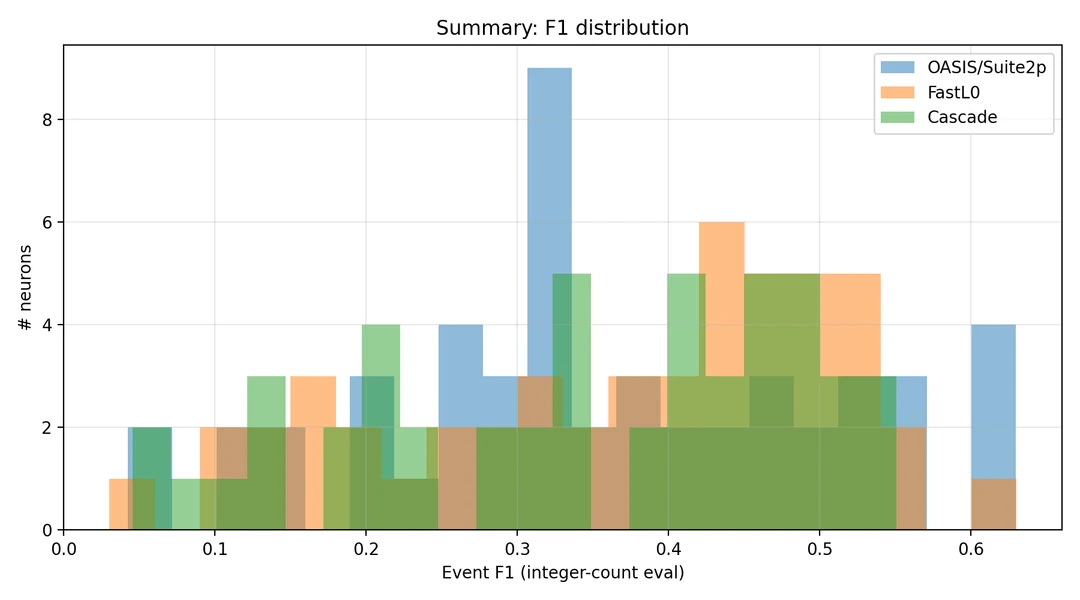 Summary: F1 distribution
OASIS/Suite2p
FastL0
Cascade
8
6
4
2
0
# neurons
0.0 0.1 0.2 0.3 0.4 0.5 0.6
Event F1 (integer-count eval)